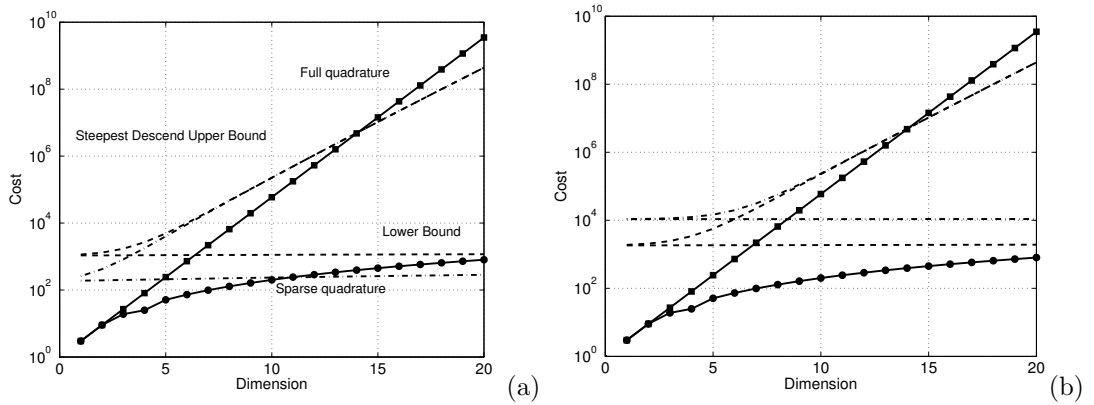 10^10
10^8
10^6
10^4
10^2
10^0
Cost
Full quadrature
Steepest Descend Upper Bound
Lower Bound
Sparse quadrature
0 5 10 15 20
Dimension
(a)
10^10
10^8
10^6
10^4
10^2
10^0
Cost
0 5 10 15 20
Dimension
(b)